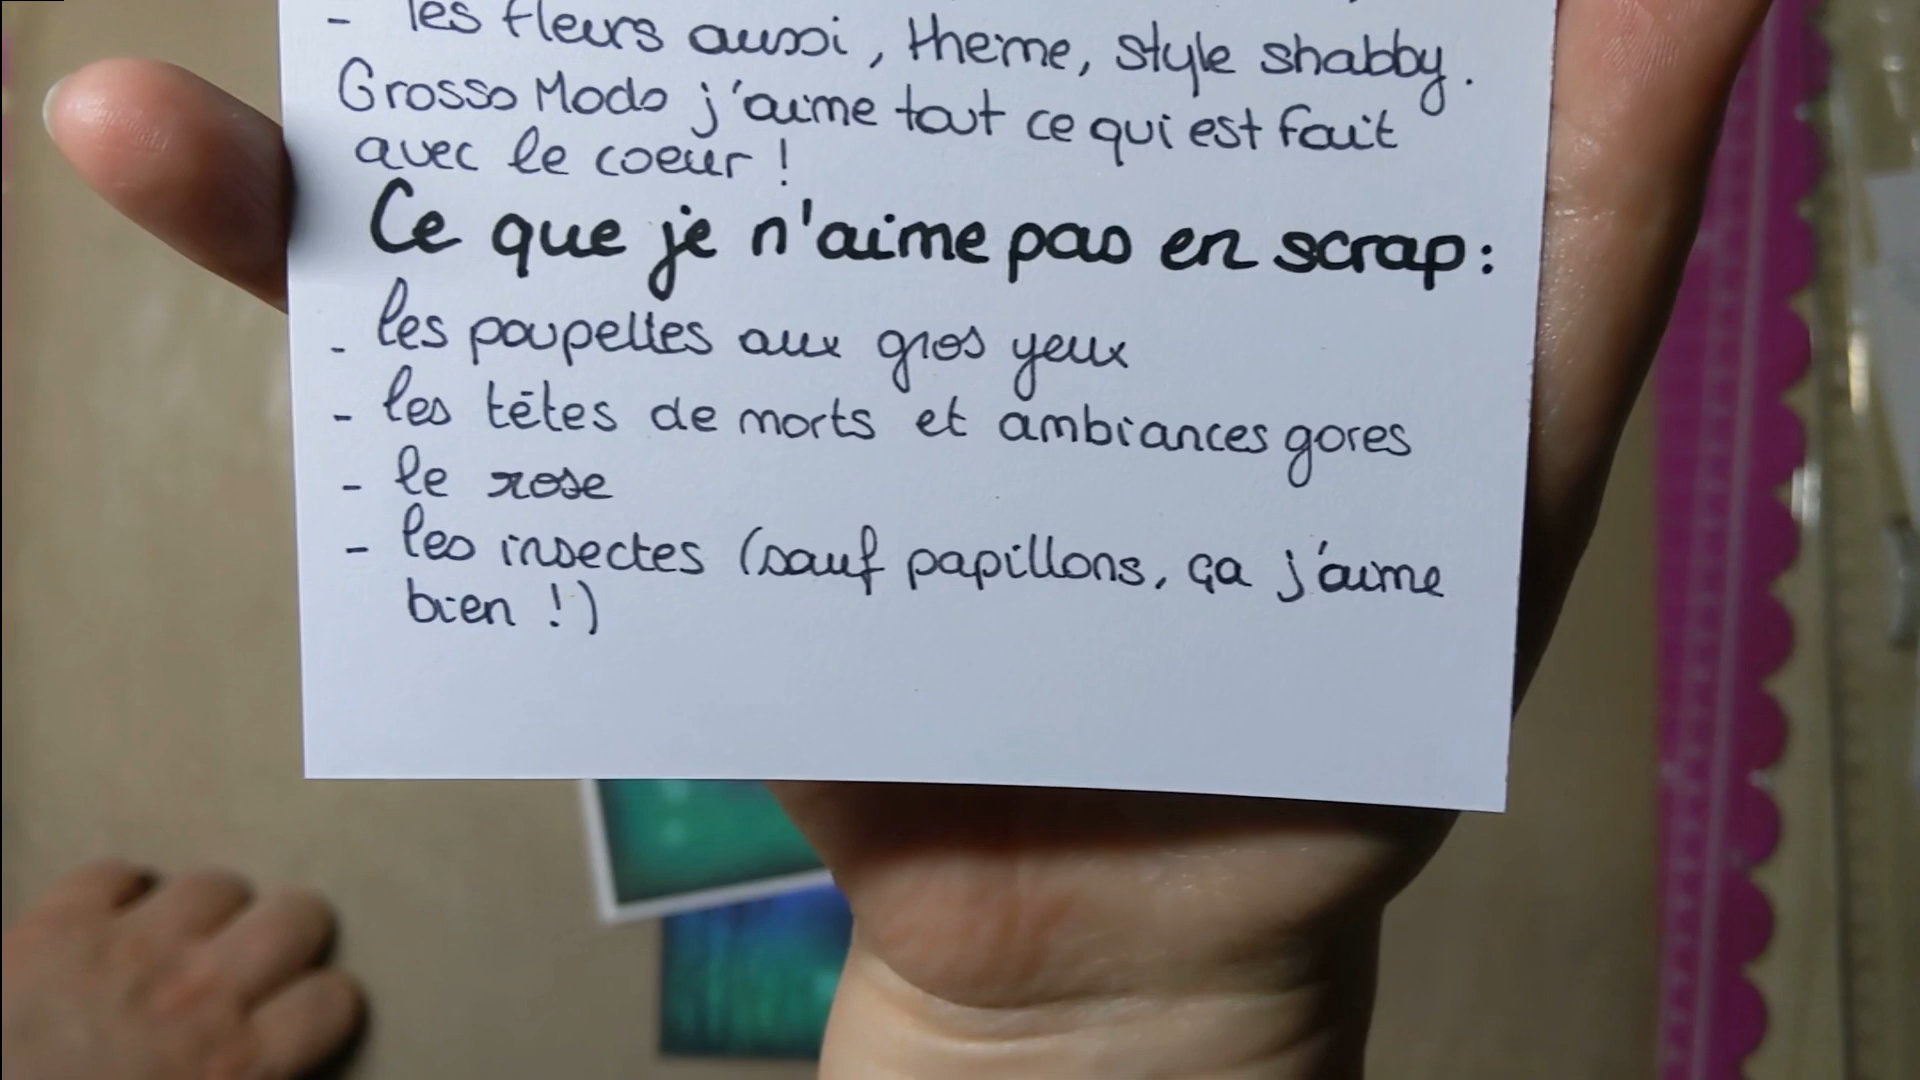 - les fleurs aussi, theme, style shabby.
Grosso Modo j'aime tout ce qui est fait
avec le coeur !
Ce que je n'aime pas en scrap :
- les poupettes aux gros yeux
- les têtes de morts et ambiances gores
- le rose
- les insectes (sauf papillons, ça j'aime
bien !)